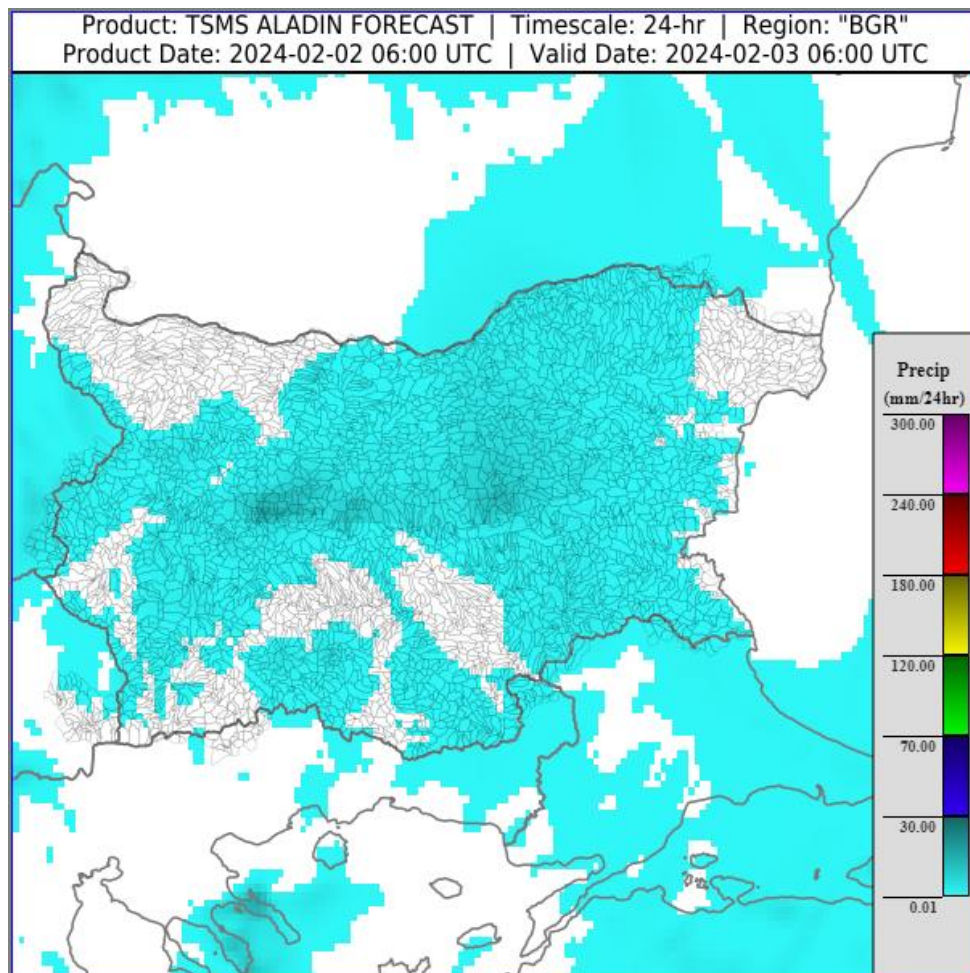 Product: TSMS ALADIN FORECAST | Timescale: 24-hr | Region: "BGR"
Product Date: 2024-02-02 06:00 UTC | Valid Date: 2024-02-03 06:00 UTC
Precip
(mm/24hr)
300.00
240.00
180.00
120.00
70.00
30.00
0.01